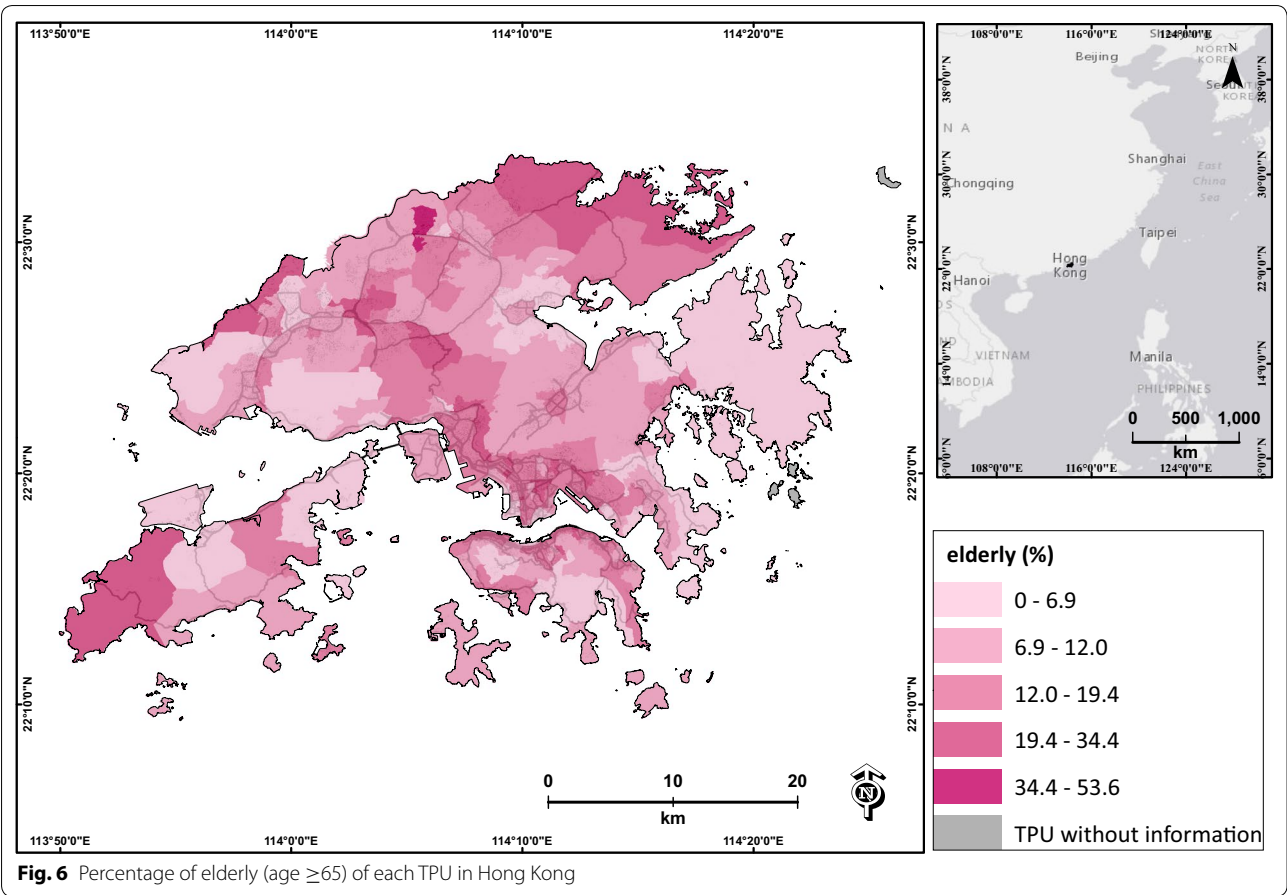 113°50'0"E 114°0'0"E 114°10'0"E 114°20'0"E
22°30'0"N 22°30'0"N
22°20'0"N 22°20'0"N
22°10'0"N 22°10'0"N
0 10 20
km
N
113°50'0"E 114°0'0"E 114°10'0"E 114°20'0"E
108°0'0"E 116°0'0"E 124°0'0"E
N
Beijing
NORTH
KOREA
Seoul
38°0'0"N 38°0'0"N
N A
Shanghai
East
China
Sea
Chongqing
30°0'0"N 30°0'0"N
Taipei
Hong
Kong
Hanoi
22°0'0"N 22°0'0"N
VIETNAM
Manila
PHILIPPINES
AMBODIA
14°0'0"N 14°0'0"N
0 500 1,000
km
108°0'0"E 116°0'0"E 124°0'0"E
elderly (%)
0 - 6.9
6.9 - 12.0
12.0 - 19.4
19.4 - 34.4
34.4 - 53.6
TPU without information
Fig. 6 Percentage of elderly (age ≥65) of each TPU in Hong Kong